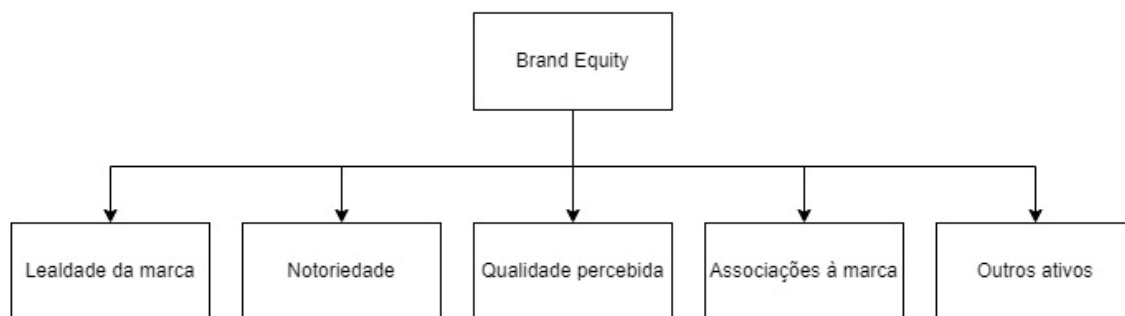 Brand Equity
Lealdade da marca
Notoriedade
Qualidade percebida
Associações à marca
Outros ativos